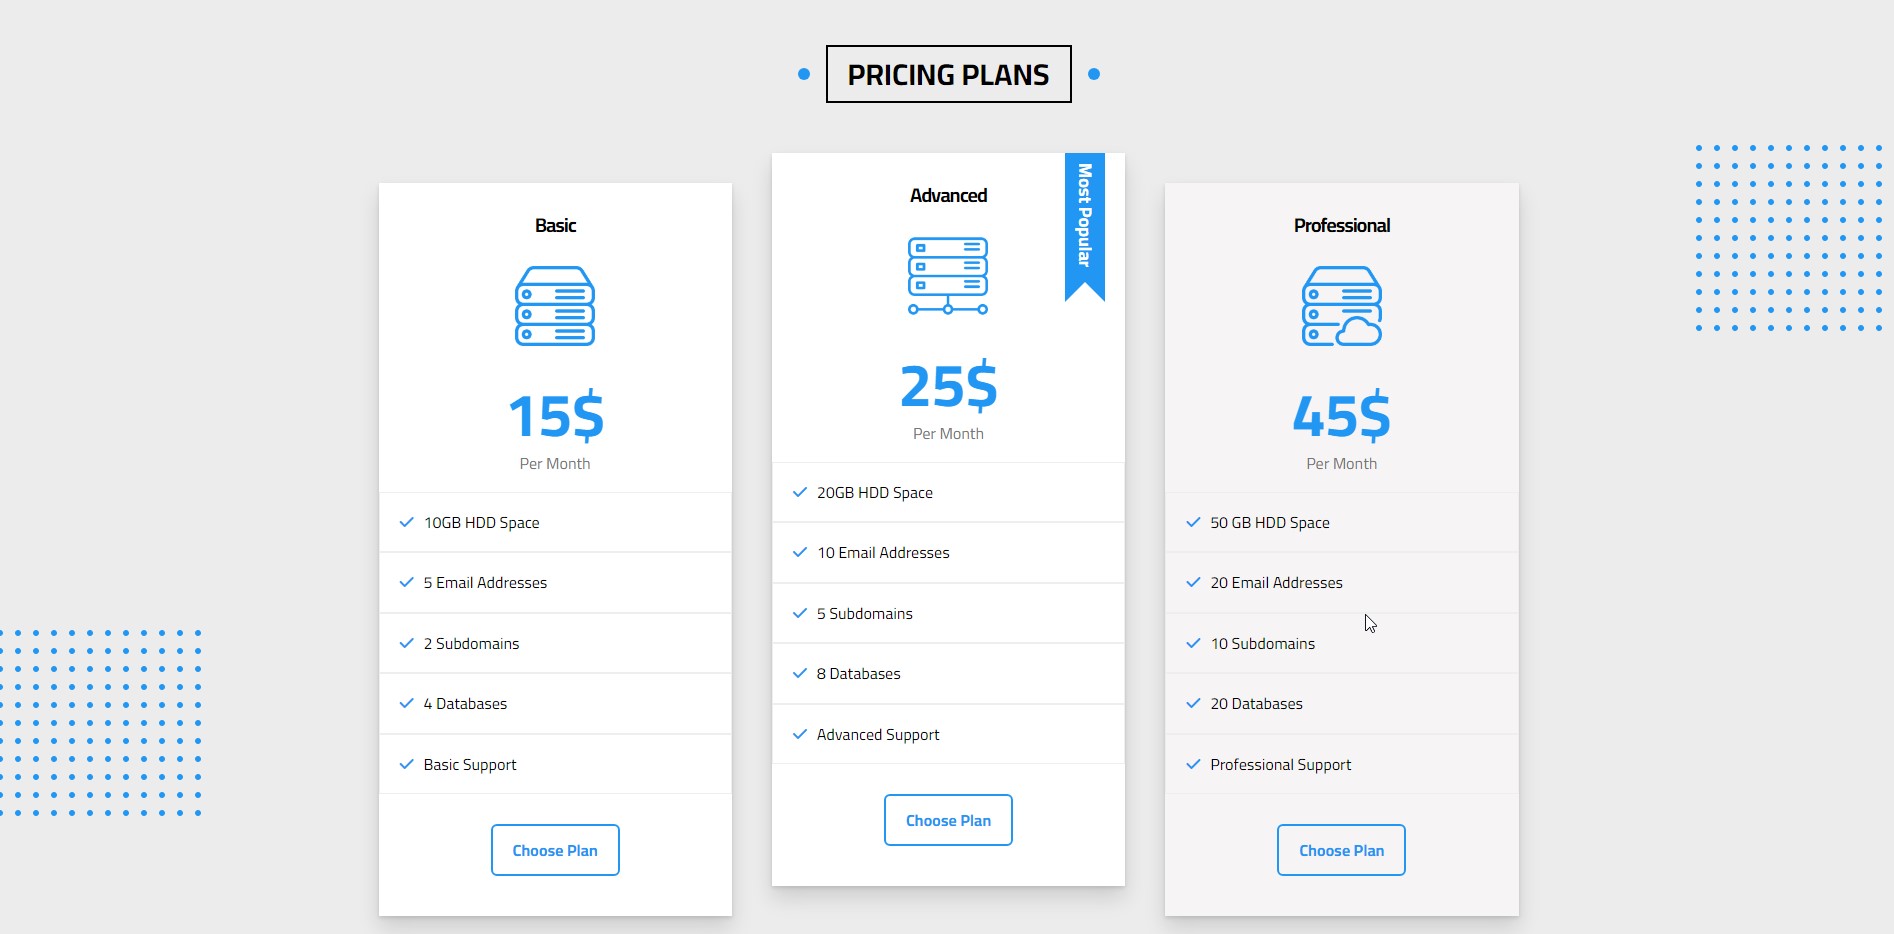 PRICING PLANS
Basic
15$
Per Month
10GB HDD Space
5 Email Addresses
2 Subdomains
4 Databases
Basic Support
Choose Plan
Most Popular
Advanced
25$
Per Month
20GB HDD Space
10 Email Addresses
5 Subdomains
8 Databases
Advanced Support
Choose Plan
Professional
45$
Per Month
50 GB HDD Space
20 Email Addresses
10 Subdomains
20 Databases
Professional Support
Choose Plan